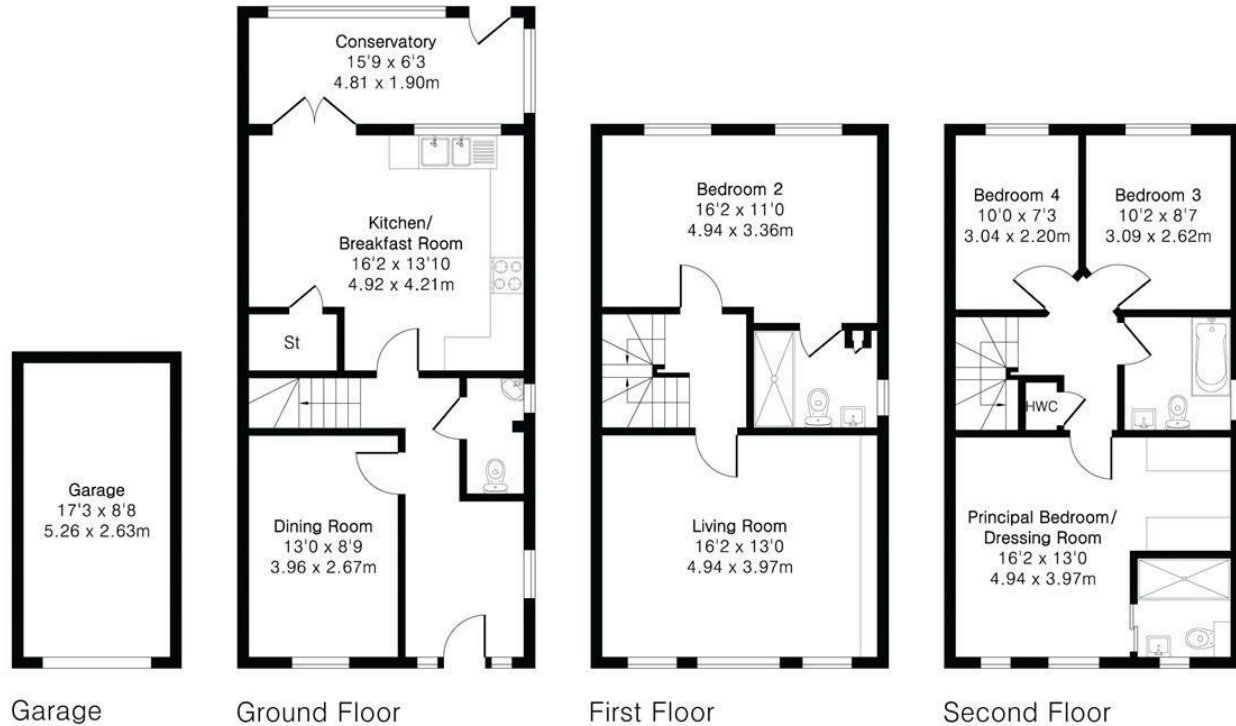 Conservatory
15'9 x 6'3
4.81 x 1.90m
Kitchen/
Breakfast Room
16'2 x 13'10
4.92 x 4.21m
St
Dining Room
13'0 x 8'9
3.96 x 2.67m
Garage
17'3 x 8'8
5.26 x 2.63m
Bedroom 2
16'2 x 11'0
4.94 x 3.36m
Living Room
16'2 x 13'0
4.94 x 3.97m
Bedroom 4
10'0 x 7'3
3.04 x 2.20m
Bedroom 3
10'2 x 8'7
3.09 x 2.62m
HWC
Principal Bedroom/
Dressing Room
16'2 x 13'0
4.94 x 3.97m
Garage
Ground Floor
First Floor
Second Floor